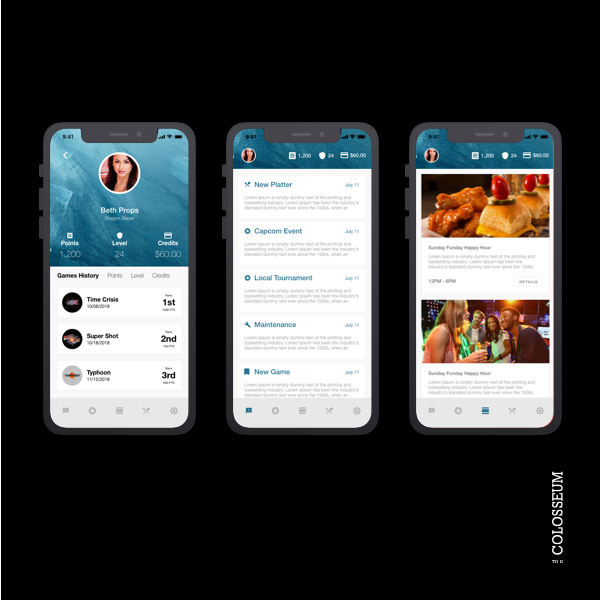 9:41
Beth Props
Dragon Slayer
Points
Level
Credits
1,200
24
$60.00
Games History
Points
Level
Credits
Time Crisis
10/08/2018
Rank
1st
Super Shot
10/18/2018
Rank
2nd
Typhoon
11/15/2018
Rank
3rd
9:41
1,200
24
$60.00
New Platter
July 11
Lorem Ipsum is simply dummy text of the printing and
typesetting industry. Lorem Ipsum has been the industry's
standard dummy text ever since the 1500s, when an
Capcom Event
July 11
Lorem Ipsum is simply dummy text of the printing and
typesetting industry. Lorem Ipsum has been the industry's
standard dummy text ever since the 1500s, when an
Local Tournament
July 11
Lorem Ipsum is simply dummy text of the printing and
typesetting industry. Lorem Ipsum has been the industry's
standard dummy text ever since the 1500s, when an
Maintenance
July 11
Lorem Ipsum is simply dummy text of the printing and
typesetting industry. Lorem Ipsum has been the industry's
standard dummy text ever since the 1500s, when an
New Game
July 11
Lorem Ipsum is simply dummy text of the printing and
typesetting industry. Lorem Ipsum has been the industry's
standard dummy text ever since the 1500s, when an
9:41
1,200
24
$60.00
Sunday Funday Happy Hour
Lorem Ipsum is simply dummy text of the printing and
typesetting industry. Lorem Ipsum has been the
industry's standard dummy text ever since the 1500s.
12PM - 6PM
DETAILS
Sunday Funday Happy Hour
Lorem Ipsum is simply dummy text of the printing and
typesetting industry. Lorem Ipsum has been the
industry's standard dummy text ever since the 1500s.
THE COLOSSEUM